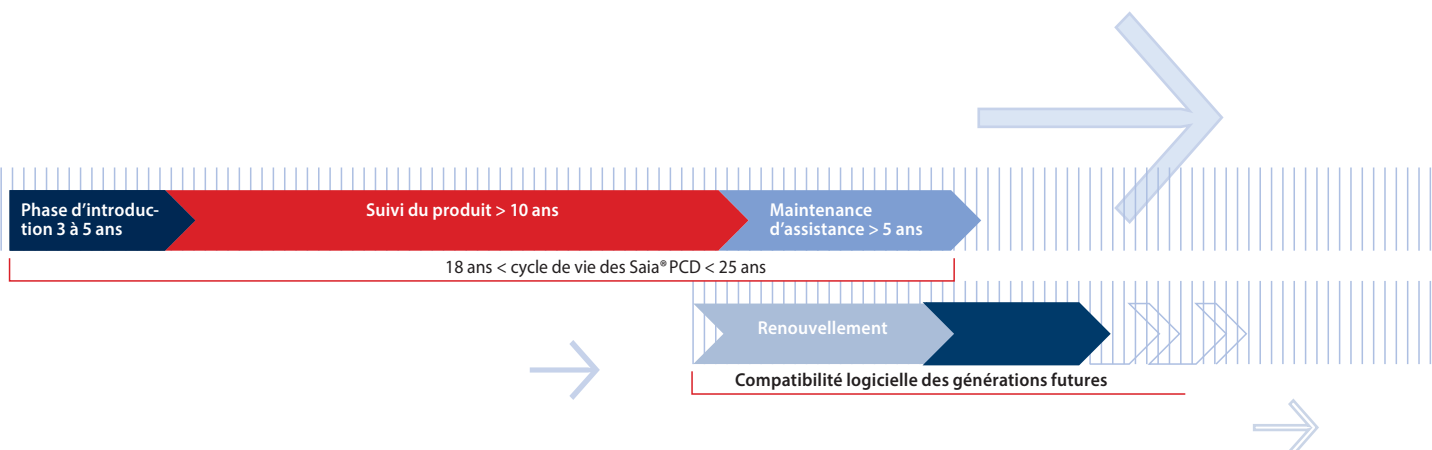 Phase d’introduc-
tion 3 à 5 ans
Suivi du produit > 10 ans
Maintenance
d’assistance > 5 ans
18 ans < cycle de vie des Saia® PCD < 25 ans
Renouvellement
Compatibilité logicielle des générations futures